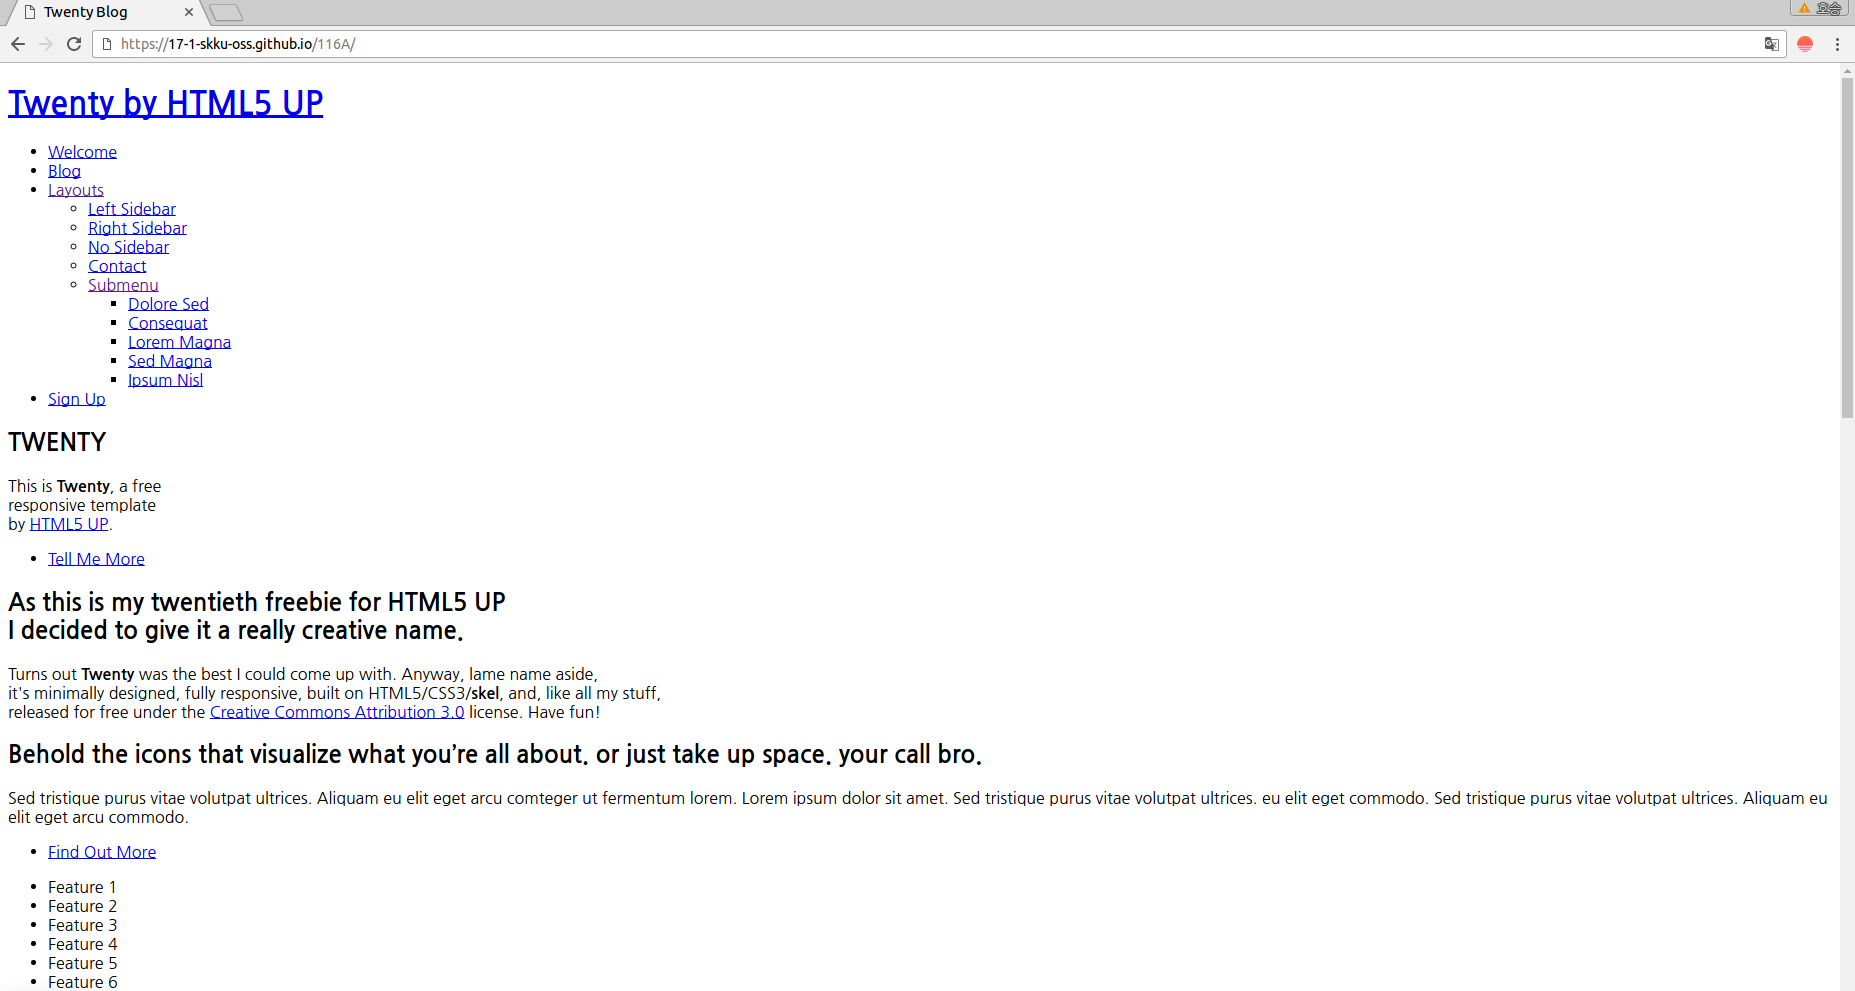 Twenty Blog
호승
https://17-1-skku-oss.github.io/116A/
Twenty by HTML5 UP
Welcome
Blog
Layouts
Left Sidebar
Right Sidebar
No Sidebar
Contact
Submenu
Dolore Sed
Consequat
Lorem Magna
Sed Magna
Ipsum Nisl
Sign Up
TWENTY
This is Twenty, a free
responsive template
by HTML5 UP.
Tell Me More
As this is my twentieth freebie for HTML5 UP
I decided to give it a really creative name.
Turns out Twenty was the best I could come up with. Anyway, lame name aside,
it's minimally designed, fully responsive, built on HTML5/CSS3/skel, and, like all my stuff,
released for free under the Creative Commons Attribution 3.0 license. Have fun!
Behold the icons that visualize what you’re all about. or just take up space. your call bro.
Sed tristique purus vitae volutpat ultrices. Aliquam eu elit eget arcu comteger ut fermentum lorem. Lorem ipsum dolor sit amet. Sed tristique purus vitae volutpat ultrices. eu elit eget commodo. Sed tristique purus vitae volutpat ultrices. Aliquam eu
elit eget arcu commodo.
Find Out More
Feature 1
Feature 2
Feature 3
Feature 4
Feature 5
Feature 6